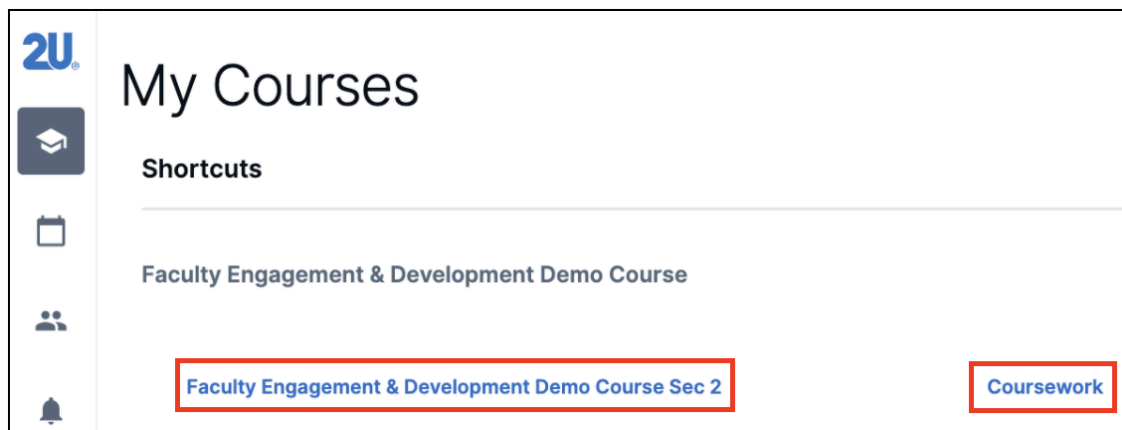 2U®
My Courses
Shortcuts
Faculty Engagement & Development Demo Course
Faculty Engagement & Development Demo Course Sec 2 Coursework